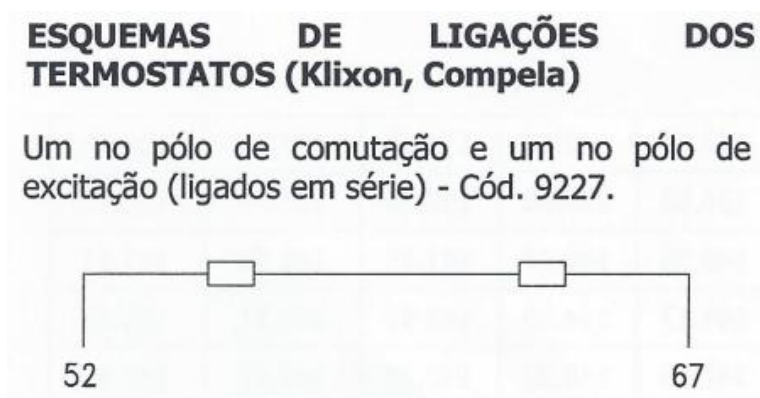 ESQUEMAS DE LIGAÇÕES DOS
TERMOSTATOS (Klixon, Compela)
Um no pólo de comutação e um no pólo de
excitação (ligados em série) - Cód. 9227.
52 67